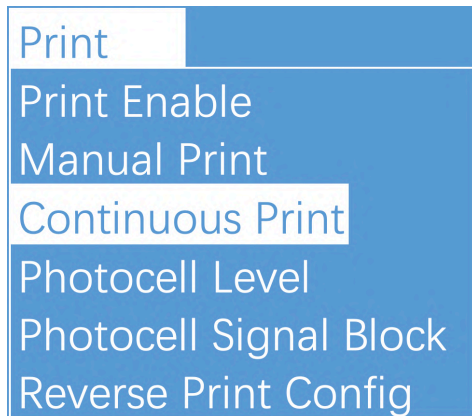 Print
Print Enable
Manual Print
Continuous Print
Photocell Level
Photocell Signal Block
Reverse Print Config